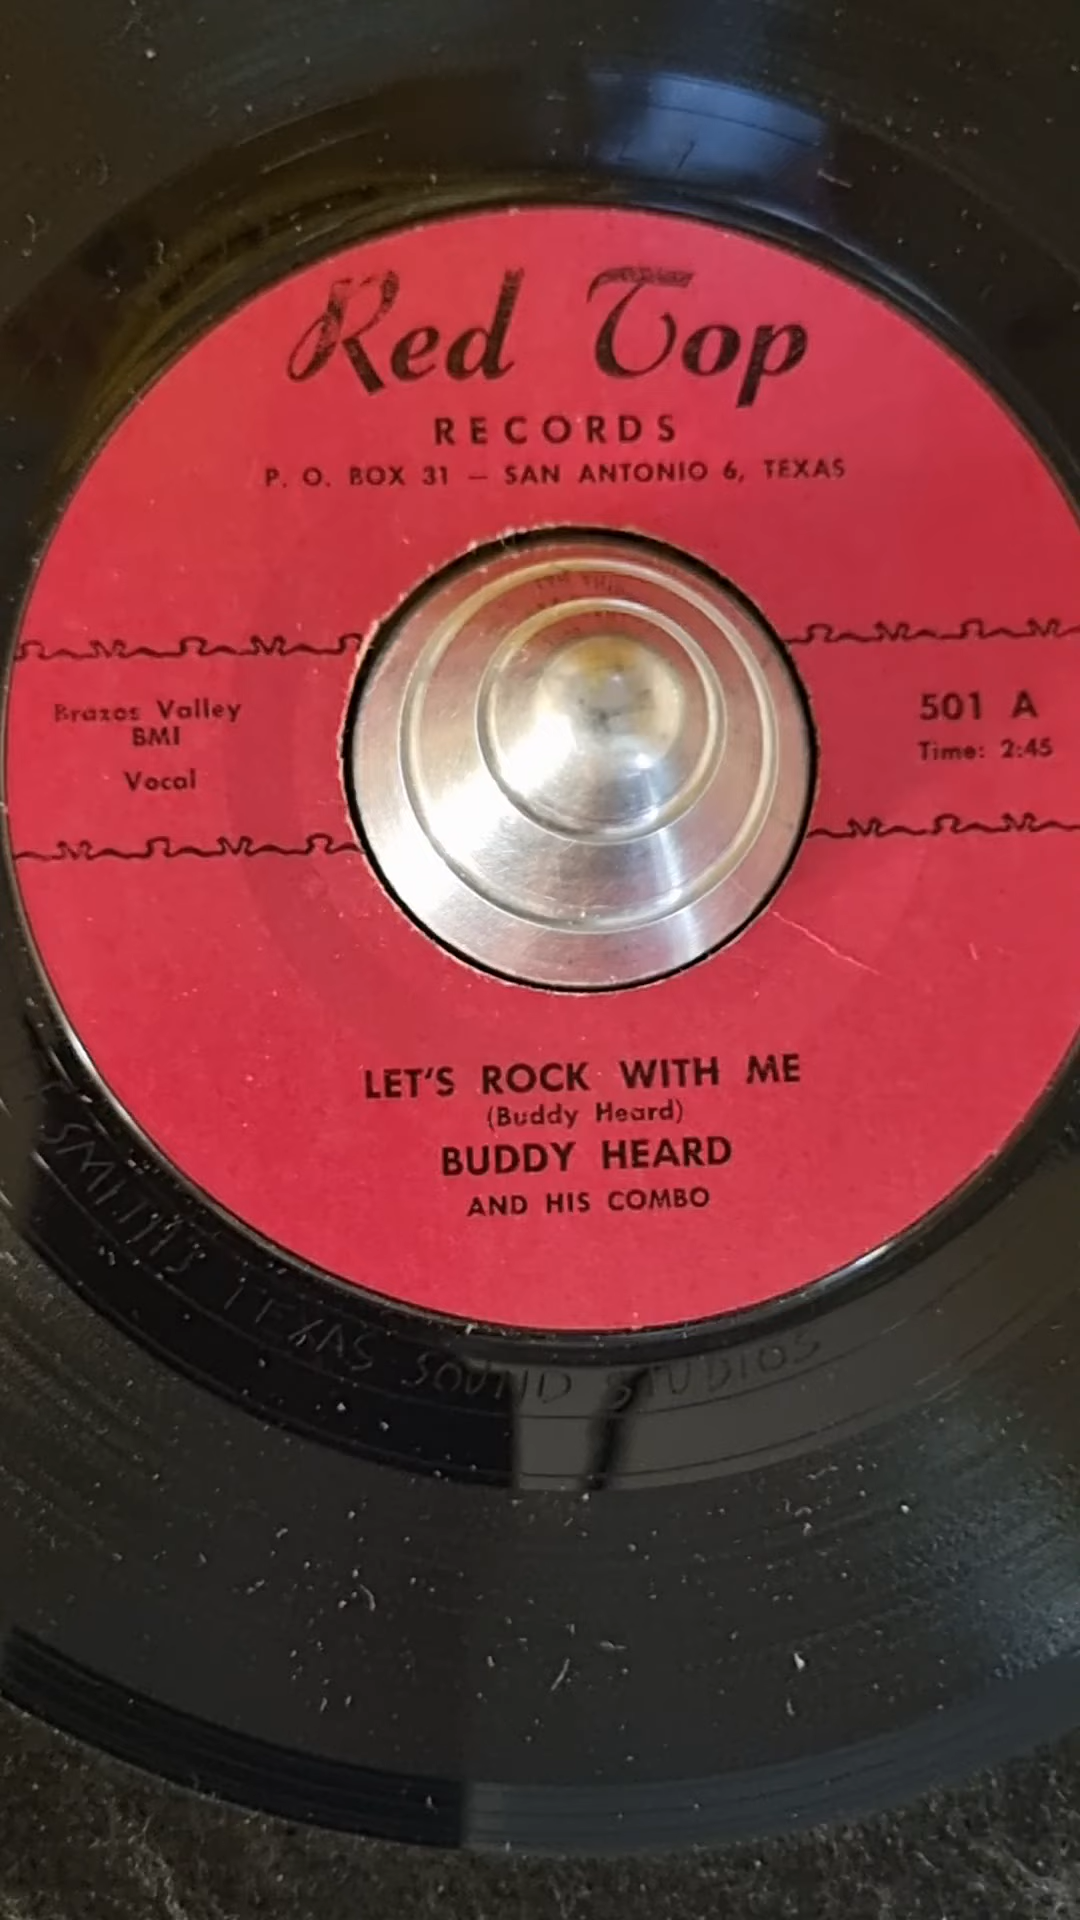 Red Top
RECORDS
P. O. BOX 31 — SAN ANTONIO 6, TEXAS
Brazos Valley
BMI
Vocal
501 A
Time: 2:45
LET'S ROCK WITH ME
(Buddy Heard)
BUDDY HEARD
AND HIS COMBO
TEXAS SOUND STUDIOS